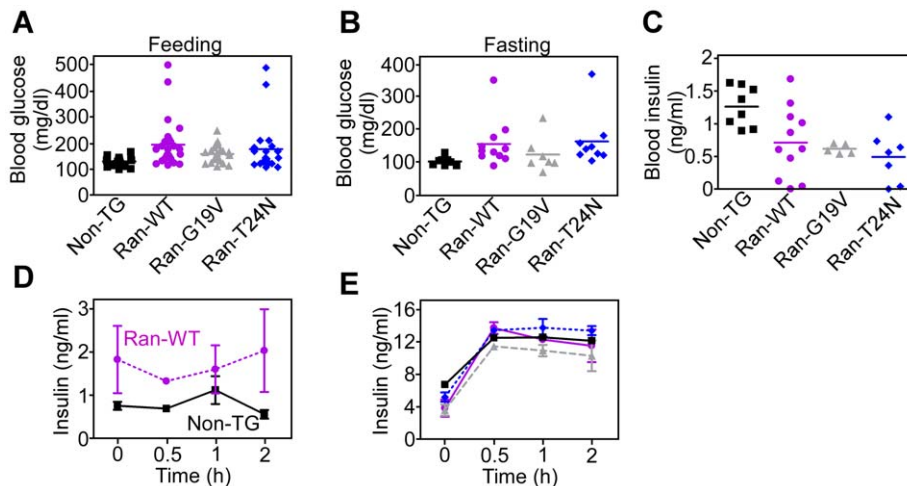 A
Feeding
Blood glucose
(mg/dl)
500
400
300
200
100
0
Non-TG
Ran-WT
Ran-G19V
Ran-T24N
B
Fasting
Blood glucose
(mg/dl)
400
300
200
100
0
Non-TG
Ran-WT
Ran-G19V
Ran-T24N
C
Blood insulin
(ng/ml)
2
1.5
1
0.5
0
Non-TG
Ran-WT
Ran-G19V
Ran-T24N
D
Insulin (ng/ml)
3
2
1
0
Ran-WT
Non-TG
0 0.5 1 2
Time (h)
E
Insulin (ng/ml)
16
12
8
4
0
0 0.5 1 2
Time (h)